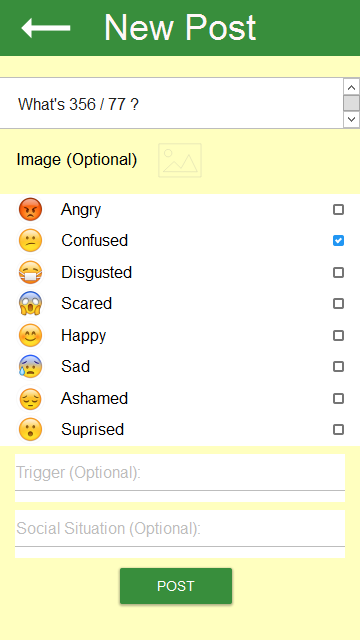 New Post
What's 356 / 77 ?
Image (Optional)
Angry
Confused
Disgusted
Scared
Happy
Sad
Ashamed
Suprised
Trigger (Optional):
Social Situation (Optional):
POST